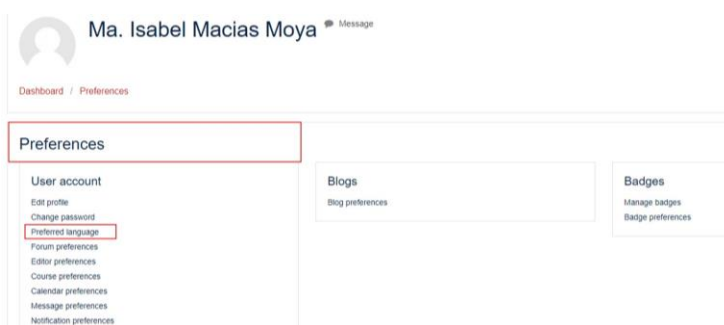 Ma. Isabel Macias Moya Message
Dashboard / Preferences
Preferences
User account
Edit profile
Change password
Preferred language
Forum preferences
Editor preferences
Course preferences
Calendar preferences
Message preferences
Notification preferences
Blogs
Blog preferences
Badges
Manage badges
Badge preferences